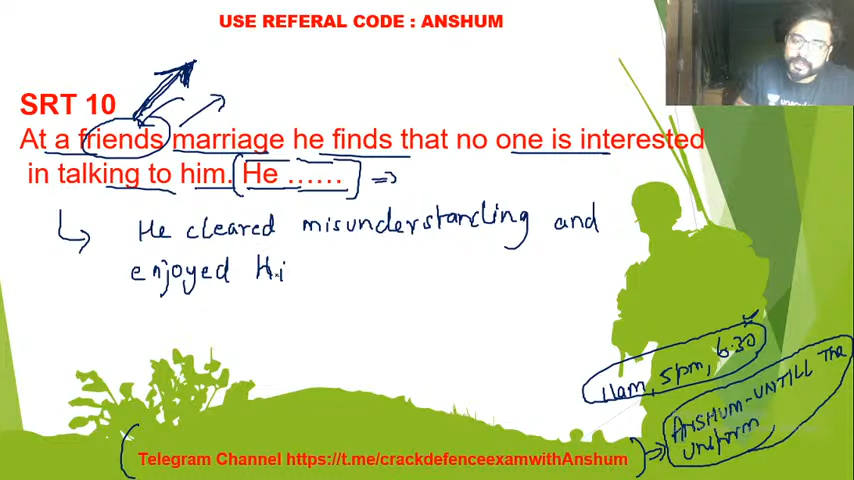 USE REFERAL CODE : ANSHUM
SRT 10
At a friends marriage he finds that no one is interested
in talking to him. He ......
He cleared misunderstanding and
enjoyed Hi
11am, 5pm, 6:30
ANSHUM-UNTILL The
uniform
Telegram Channel https://t.me/crackdefenceexamwithAnshum